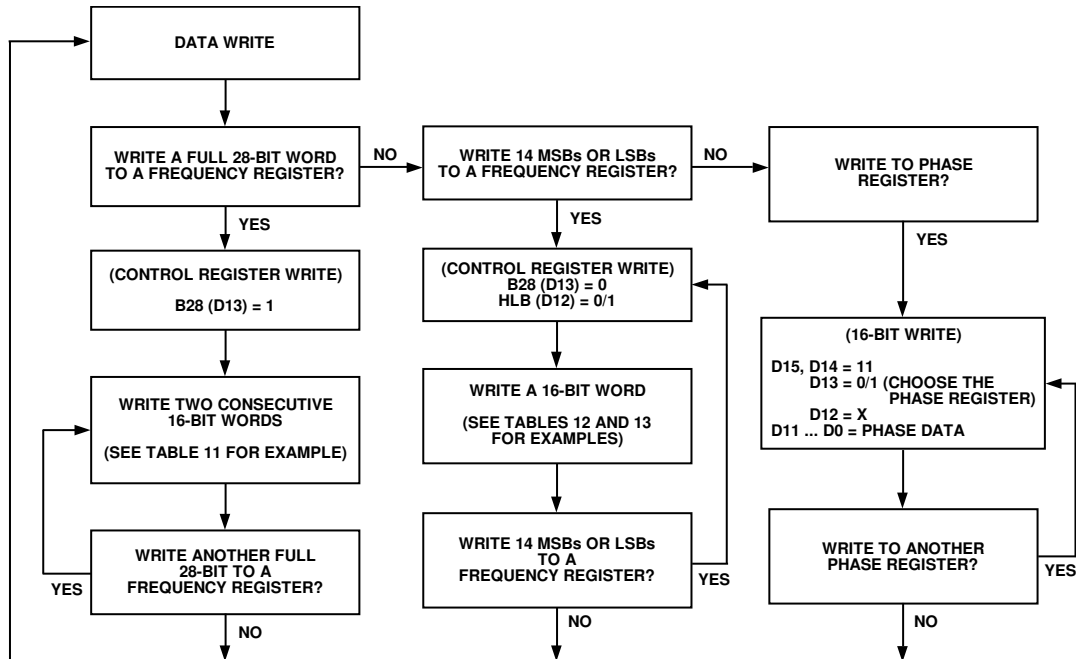 DATA WRITE
WRITE A FULL 28-BIT WORD
TO A FREQUENCY REGISTER?
NO
WRITE 14 MSBs OR LSBs
TO A FREQUENCY REGISTER?
NO
WRITE TO PHASE
REGISTER?
YES
YES
YES
(CONTROL REGISTER WRITE)
B28 (D13) = 1
(CONTROL REGISTER WRITE)
B28 (D13) = 0
HLB (D12) = 0/1
(16-BIT WRITE)
D15, D14 = 11
D13 = 0/1 (CHOOSE THE
PHASE REGISTER)
D12 = X
D11 ... D0 = PHASE DATA
WRITE TWO CONSECUTIVE
16-BIT WORDS
(SEE TABLE 11 FOR EXAMPLE)
WRITE A 16-BIT WORD
(SEE TABLES 12 AND 13
FOR EXAMPLES)
WRITE ANOTHER FULL
28-BIT TO A
FREQUENCY REGISTER?
YES
NO
WRITE 14 MSBs OR LSBs
TO A
FREQUENCY REGISTER?
YES
NO
WRITE TO ANOTHER
PHASE REGISTER?
YES
NO